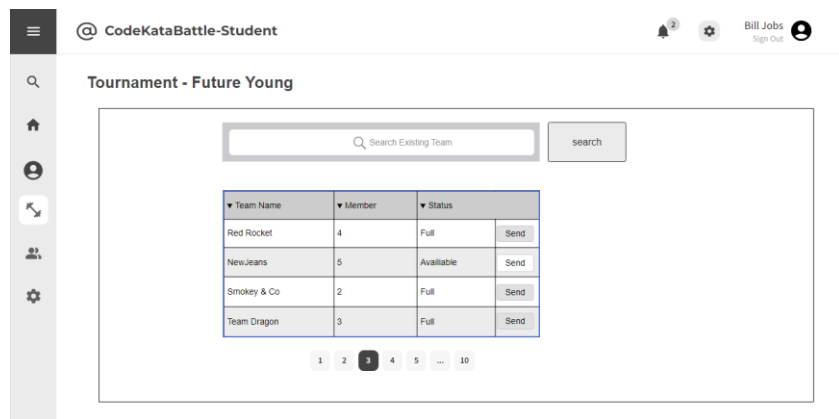 @ CodeKataBattle-Student
2
Bill Jobs
Sign Out
Tournament - Future Young
Search Existing Team
search
▼ Team Name ▼ Member ▼ Status
Red Rocket 4 Full Send
NewJeans 5 Availiable Send
Smokey & Co 2 Full Send
Team Dragon 3 Full Send
1 2 3 4 5 ... 10